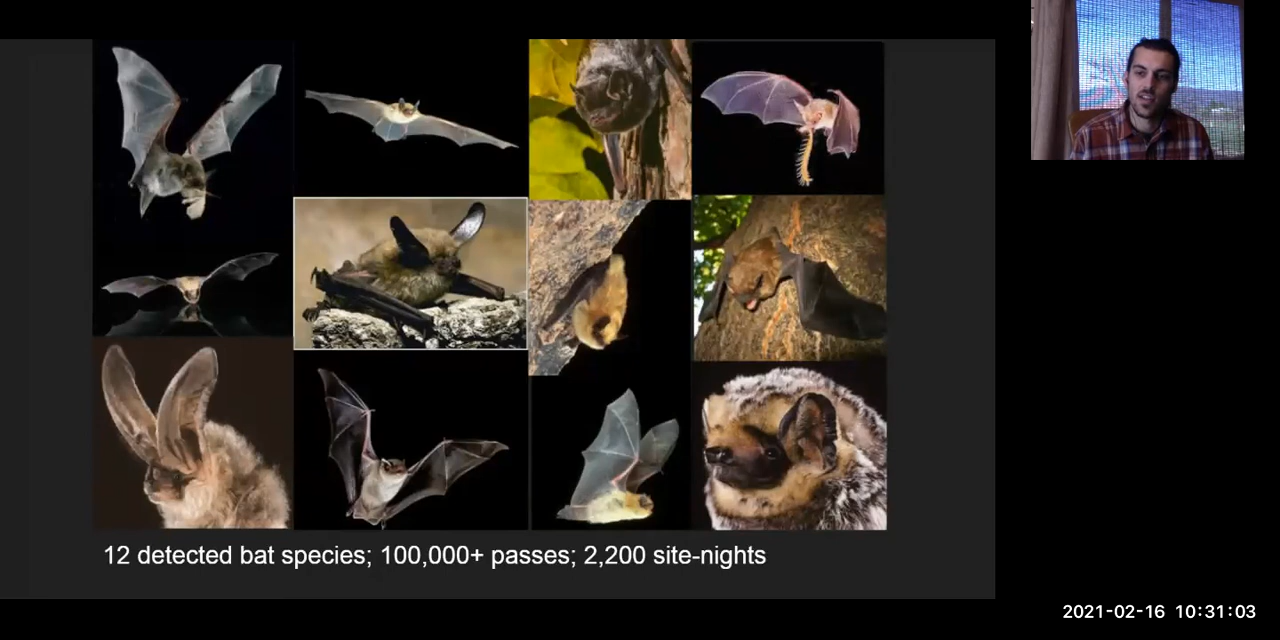 12 detected bat species; 100,000+ passes; 2,200 site-nights
2021-02-16 10:31:03